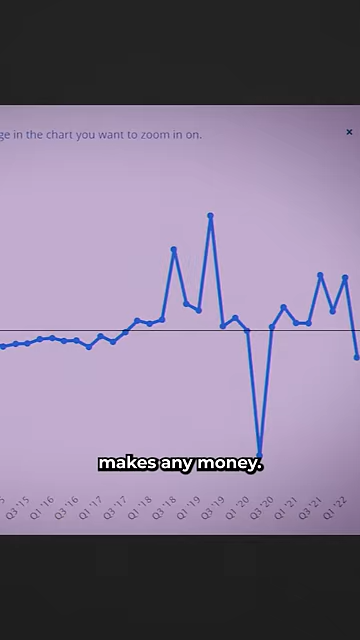 ge in the chart you want to zoom in on.
×
makes any money.
5 Q3 '15 Q1 '16 Q3 '16 Q1 '17 Q3 '17 Q1 '18 Q3 '18 Q1 '19 Q3 '19 Q1 '20 Q3 '20 Q1 '21 Q3 '21 Q1 '22